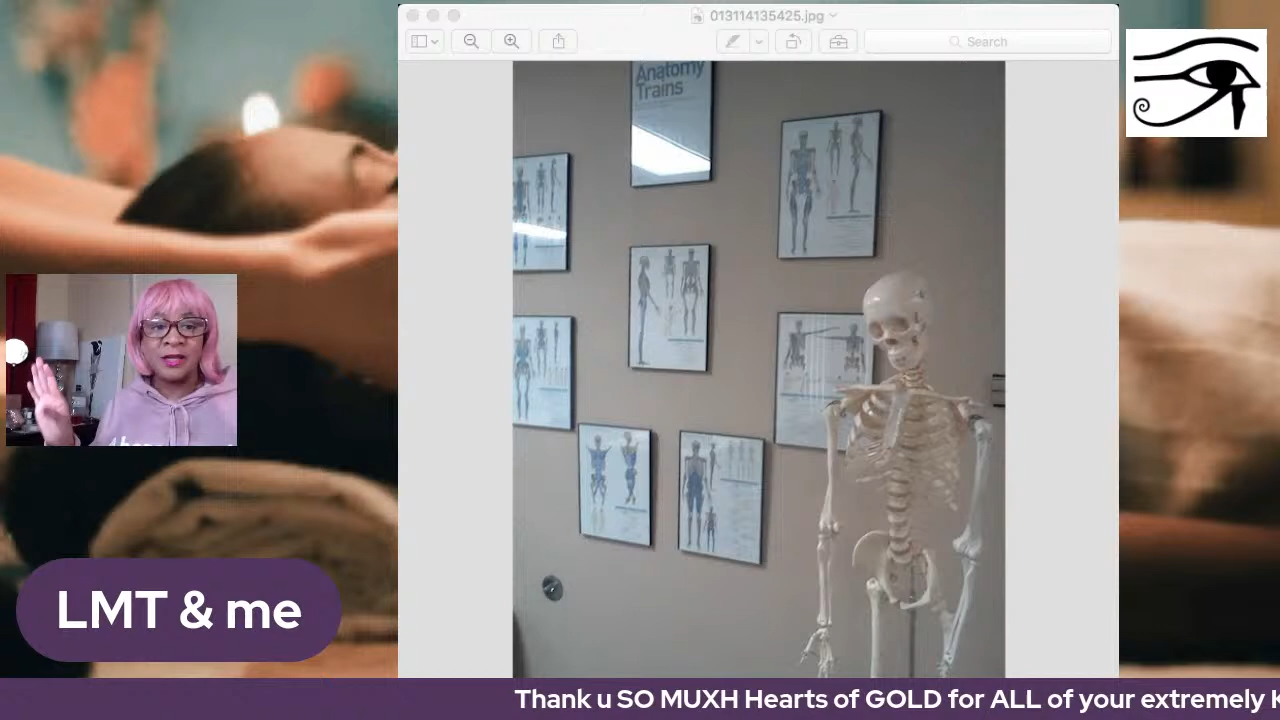 013114135425.jpg
Search
Anatomy
Trains
LMT & me
Thank u SO MUXH Hearts of GOLD for ALL of your extremely